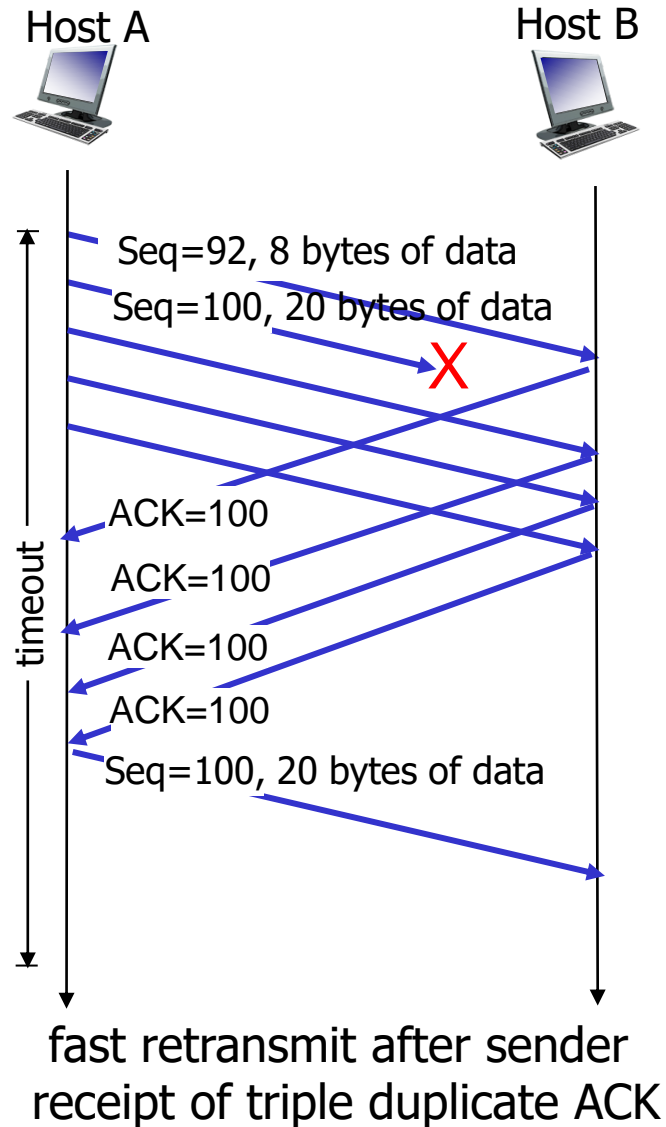 Host A
Host B
Seq=92, 8 bytes of data
Seq=100, 20 bytes of data
X
ACK=100
timeout
ACK=100
ACK=100
ACK=100
Seq=100, 20 bytes of data
fast retransmit after sender
receipt of triple duplicate ACK